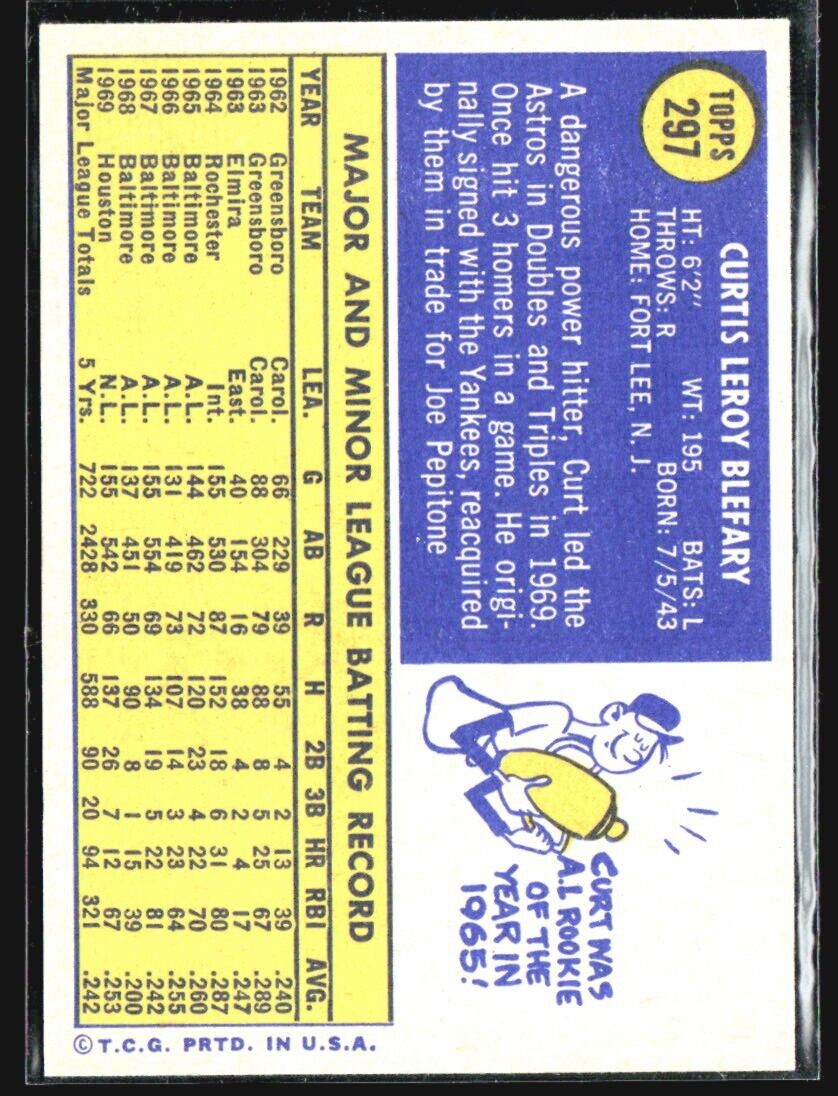 TOPPS
297
CURTIS LEROY BLEFARY
HT: 6'2" WT: 195 BATS: L
THROWS: R BORN: 7/5/43
HOME: FORT LEE, N. J.
A dangerous power hitter, Curt led the
Astros in Doubles and Triples in 1969.
Once hit 3 homers in a game. He origi-
nally signed with the Yankees, reacquired
by them in trade for Joe Pepitone
CURT WAS
A.L ROOKIE
OF THE
YEAR IN
1965!
MAJOR AND MINOR LEAGUE BATTING RECORD
YEAR TEAM LEA. G AB R H 2B 3B HR RBI AVG.
1962 Greensboro Carol. 66 229 39 55 4 2 13 39 .240
1963 Greensboro Carol. 88 304 79 88 8 5 25 67 .289
1963 Elmira East. 40 154 16 38 4 2 4 17 .247
1964 Rochester Int. 155 530 87 152 18 6 31 80 .287
1965 Baltimore A.L. 144 462 72 120 23 4 22 70 .260
1966 Baltimore A.L. 131 419 73 107 14 3 23 64 .255
1967 Baltimore A.L. 155 554 69 134 19 5 22 81 .242
1968 Baltimore A.L. 137 451 50 90 8 1 15 39 .200
1969 Houston N.L. 155 542 66 137 26 7 12 67 .253
Major League Totals 5 Yrs. 722 2428 330 588 90 20 94 321 .242
© T.C.G. PRTD. IN U.S.A.